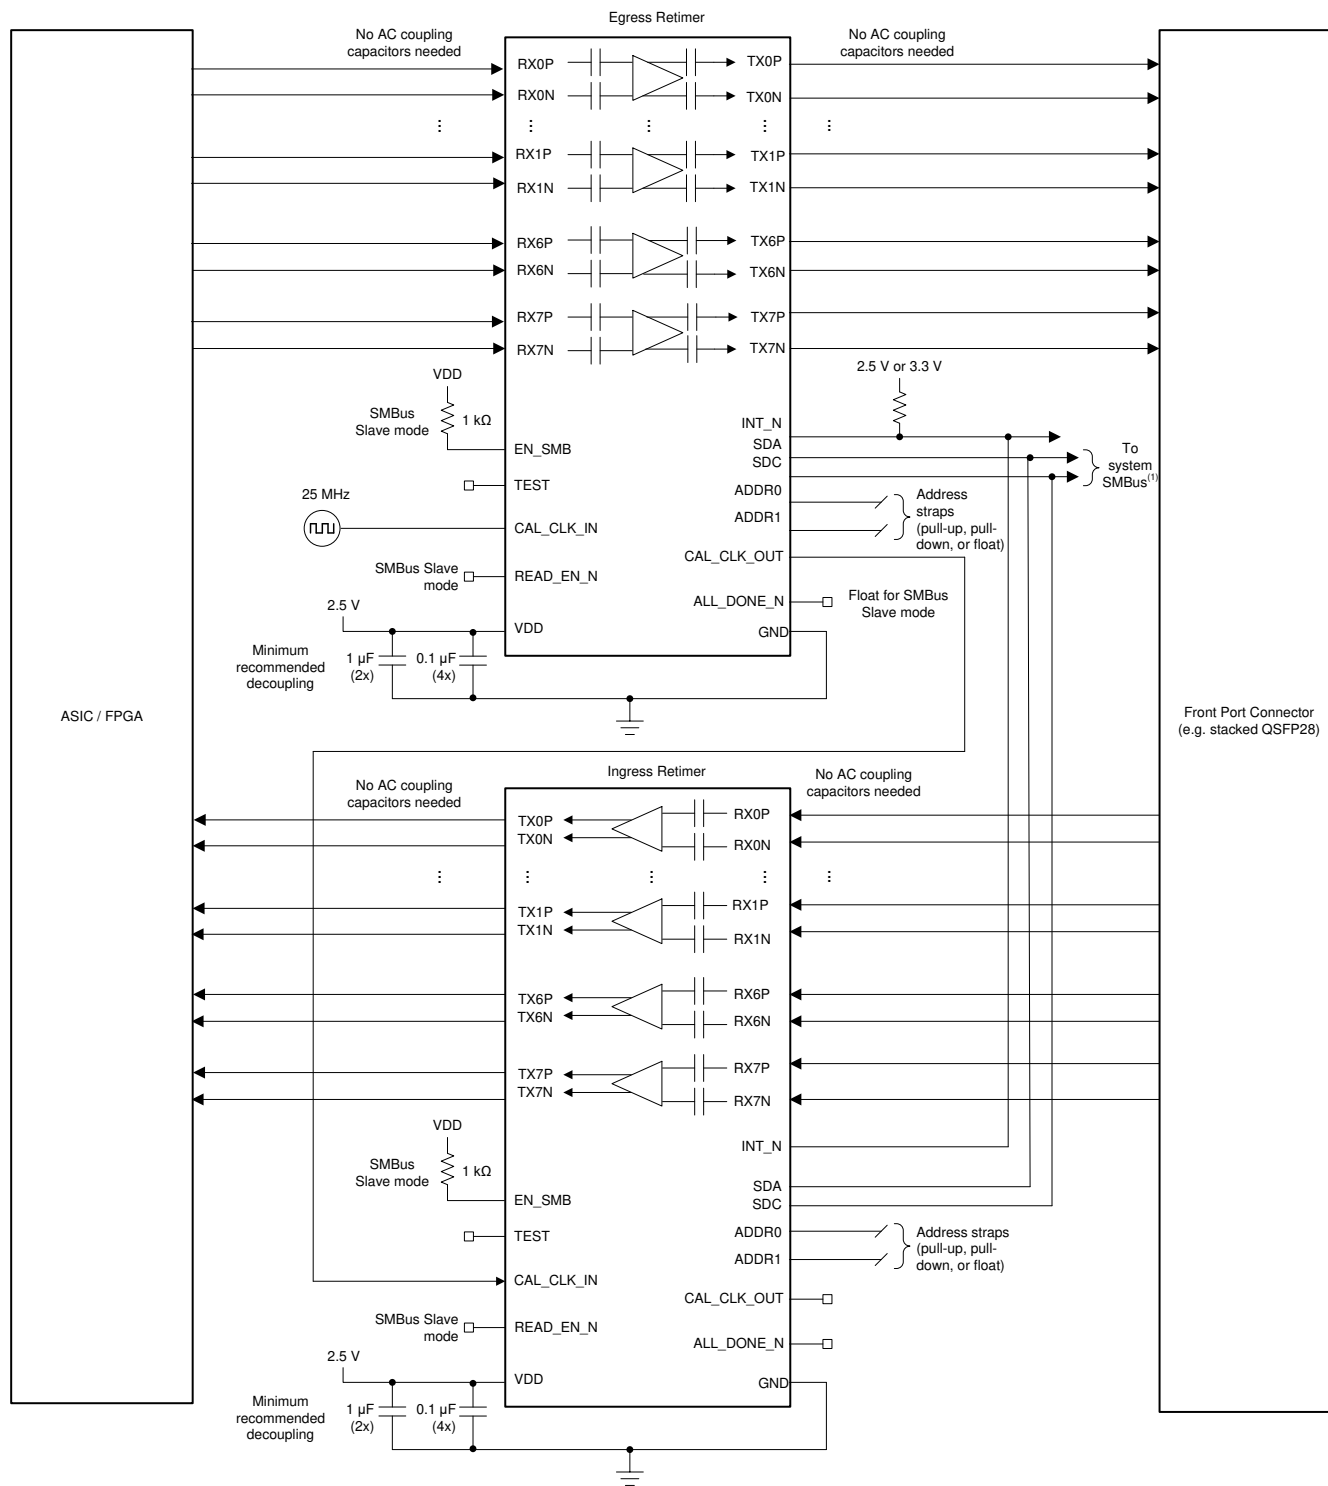 Egress Retimer
No AC coupling
capacitors needed
No AC coupling
capacitors needed
RX0P
TX0P
RX0N
TX0N
RX1P
TX1P
RX1N
TX1N
RX6P
TX6P
RX6N
TX6N
RX7P
TX7P
RX7N
TX7N
VDD
SMBus
Slave mode
1 kΩ
EN_SMB
TEST
25 MHz
CAL_CLK_IN
SMBus Slave
mode
READ_EN_N
2.5 V
VDD
Minimum
recommended
decoupling
1 µF
(2x)
0.1 µF
(4x)
2.5 V or 3.3 V
INT_N
SDA
SDC
To
system
SMBus(1)
ADDR0
ADDR1
Address
straps
(pull-up, pull-
down, or float)
CAL_CLK_OUT
ALL_DONE_N
Float for SMBus
Slave mode
GND
ASIC / FPGA
Front Port Connector
(e.g. stacked QSFP28)
Ingress Retimer
No AC coupling
capacitors needed
No AC coupling
capacitors needed
TX0P
RX0P
TX0N
RX0N
TX1P
RX1P
TX1N
RX1N
TX6P
RX6P
TX6N
RX6N
TX7P
RX7P
TX7N
RX7N
VDD
SMBus
Slave mode
1 kΩ
EN_SMB
TEST
CAL_CLK_IN
SMBus Slave
mode
READ_EN_N
2.5 V
VDD
Minimum
recommended
decoupling
1 µF
(2x)
0.1 µF
(4x)
INT_N
SDA
SDC
ADDR0
ADDR1
Address straps
(pull-up, pull-
down, or float)
CAL_CLK_OUT
ALL_DONE_N
GND